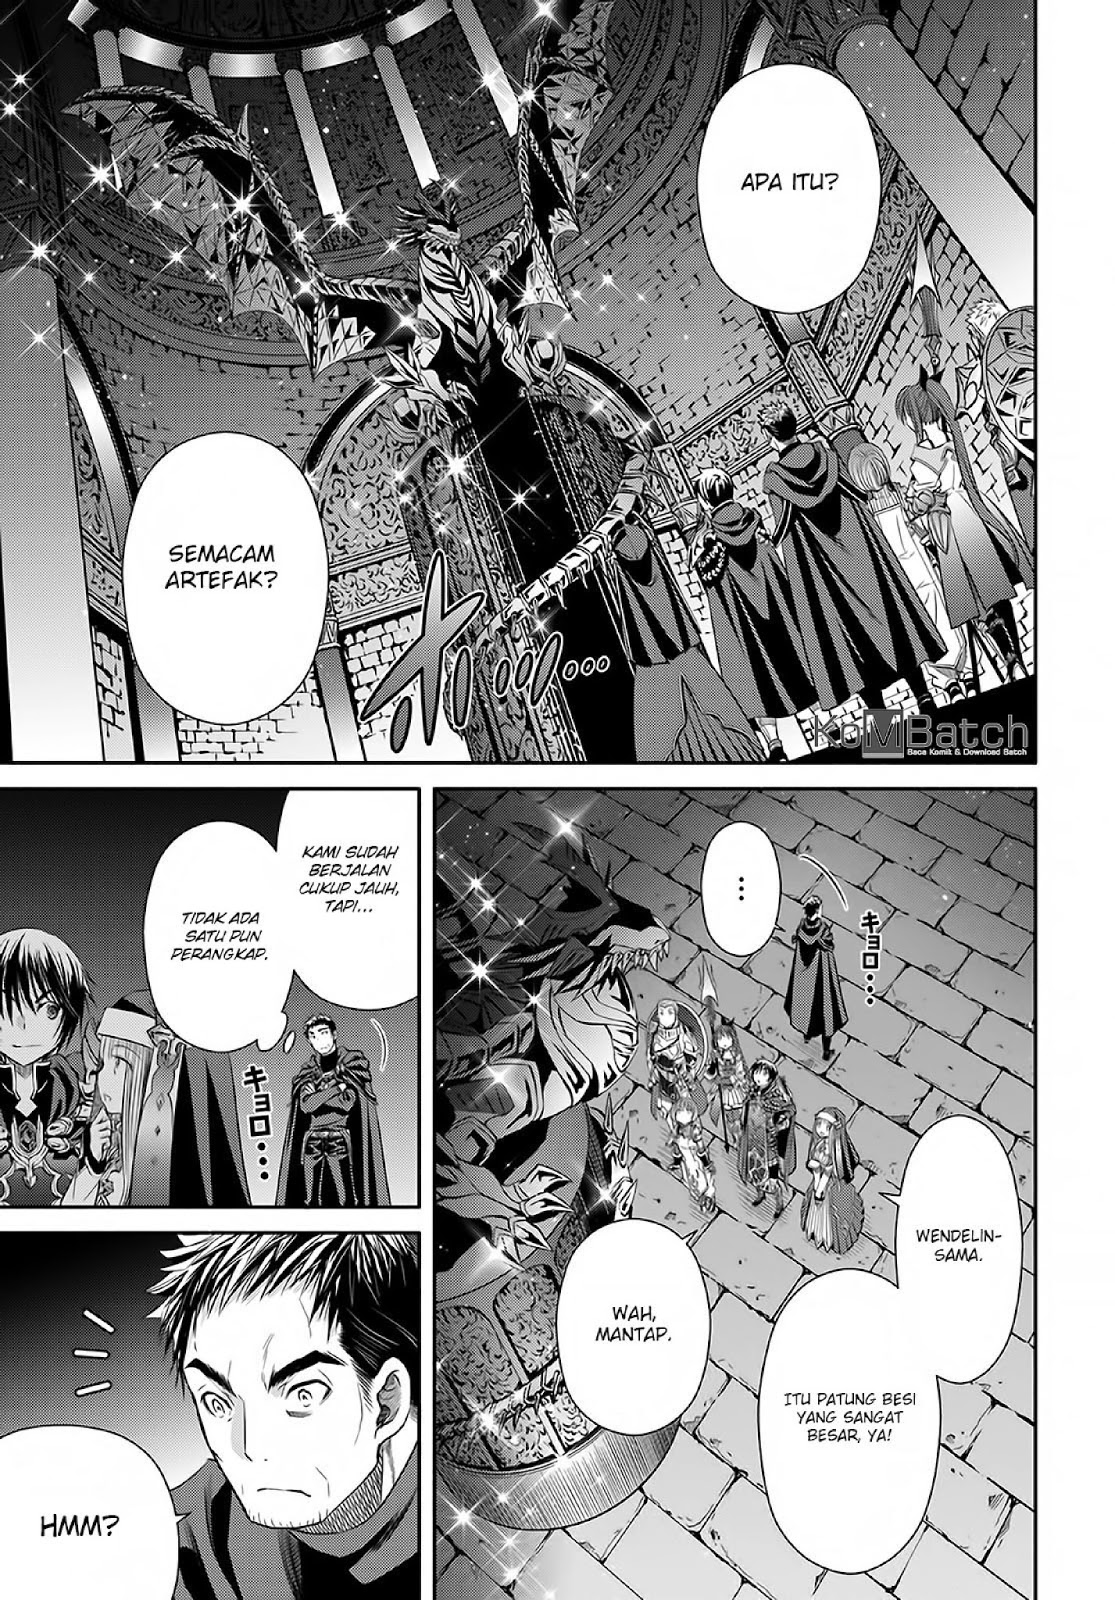 APA ITU?
SEMACAM
ARTEFAK?
オ...
KoMBatch
Baca Komik & Download Batch
...
キョロ...
WENDELIN-
SAMA.
ITU PATUNG BESI
YANG SANGAT
BESAR, YA!
WAH,
MANTAP.
KAMI SUDAH
BERJALAN
CUKUP JAUH,
TAPI...
TIDAK ADA
SATU PUN
PERANGKAP.
キョロ...
HMM?